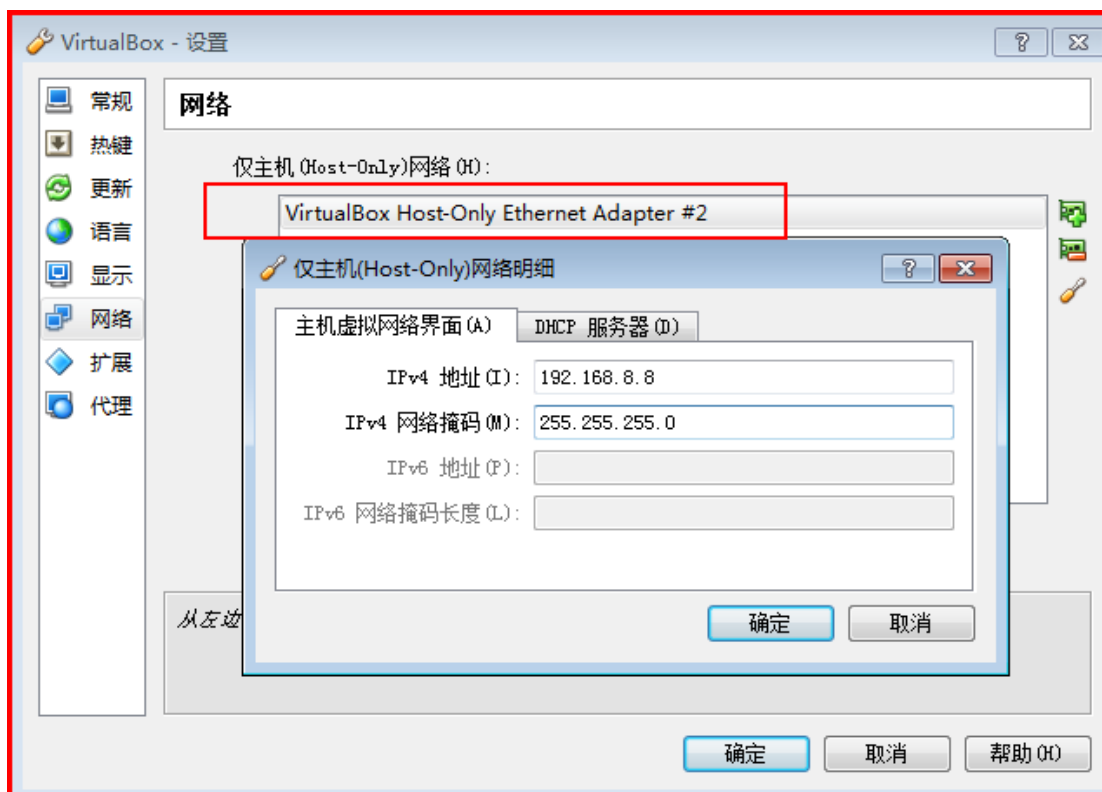 VirtualBox - 设置
常规
热键
更新
语言
显示
网络
扩展
代理
网络
仅主机(Host-Only)网络(H):
VirtualBox Host-Only Ethernet Adapter #2
仅主机(Host-Only)网络明细
主机虚拟网络界面(A)
DHCP 服务器(D)
IPv4 地址(I): 192.168.8.8
IPv4 网络掩码(M): 255.255.255.0
IPv6 地址(P):
IPv6 网络掩码长度(L):
确定
取消
从左边
确定
取消
帮助(H)